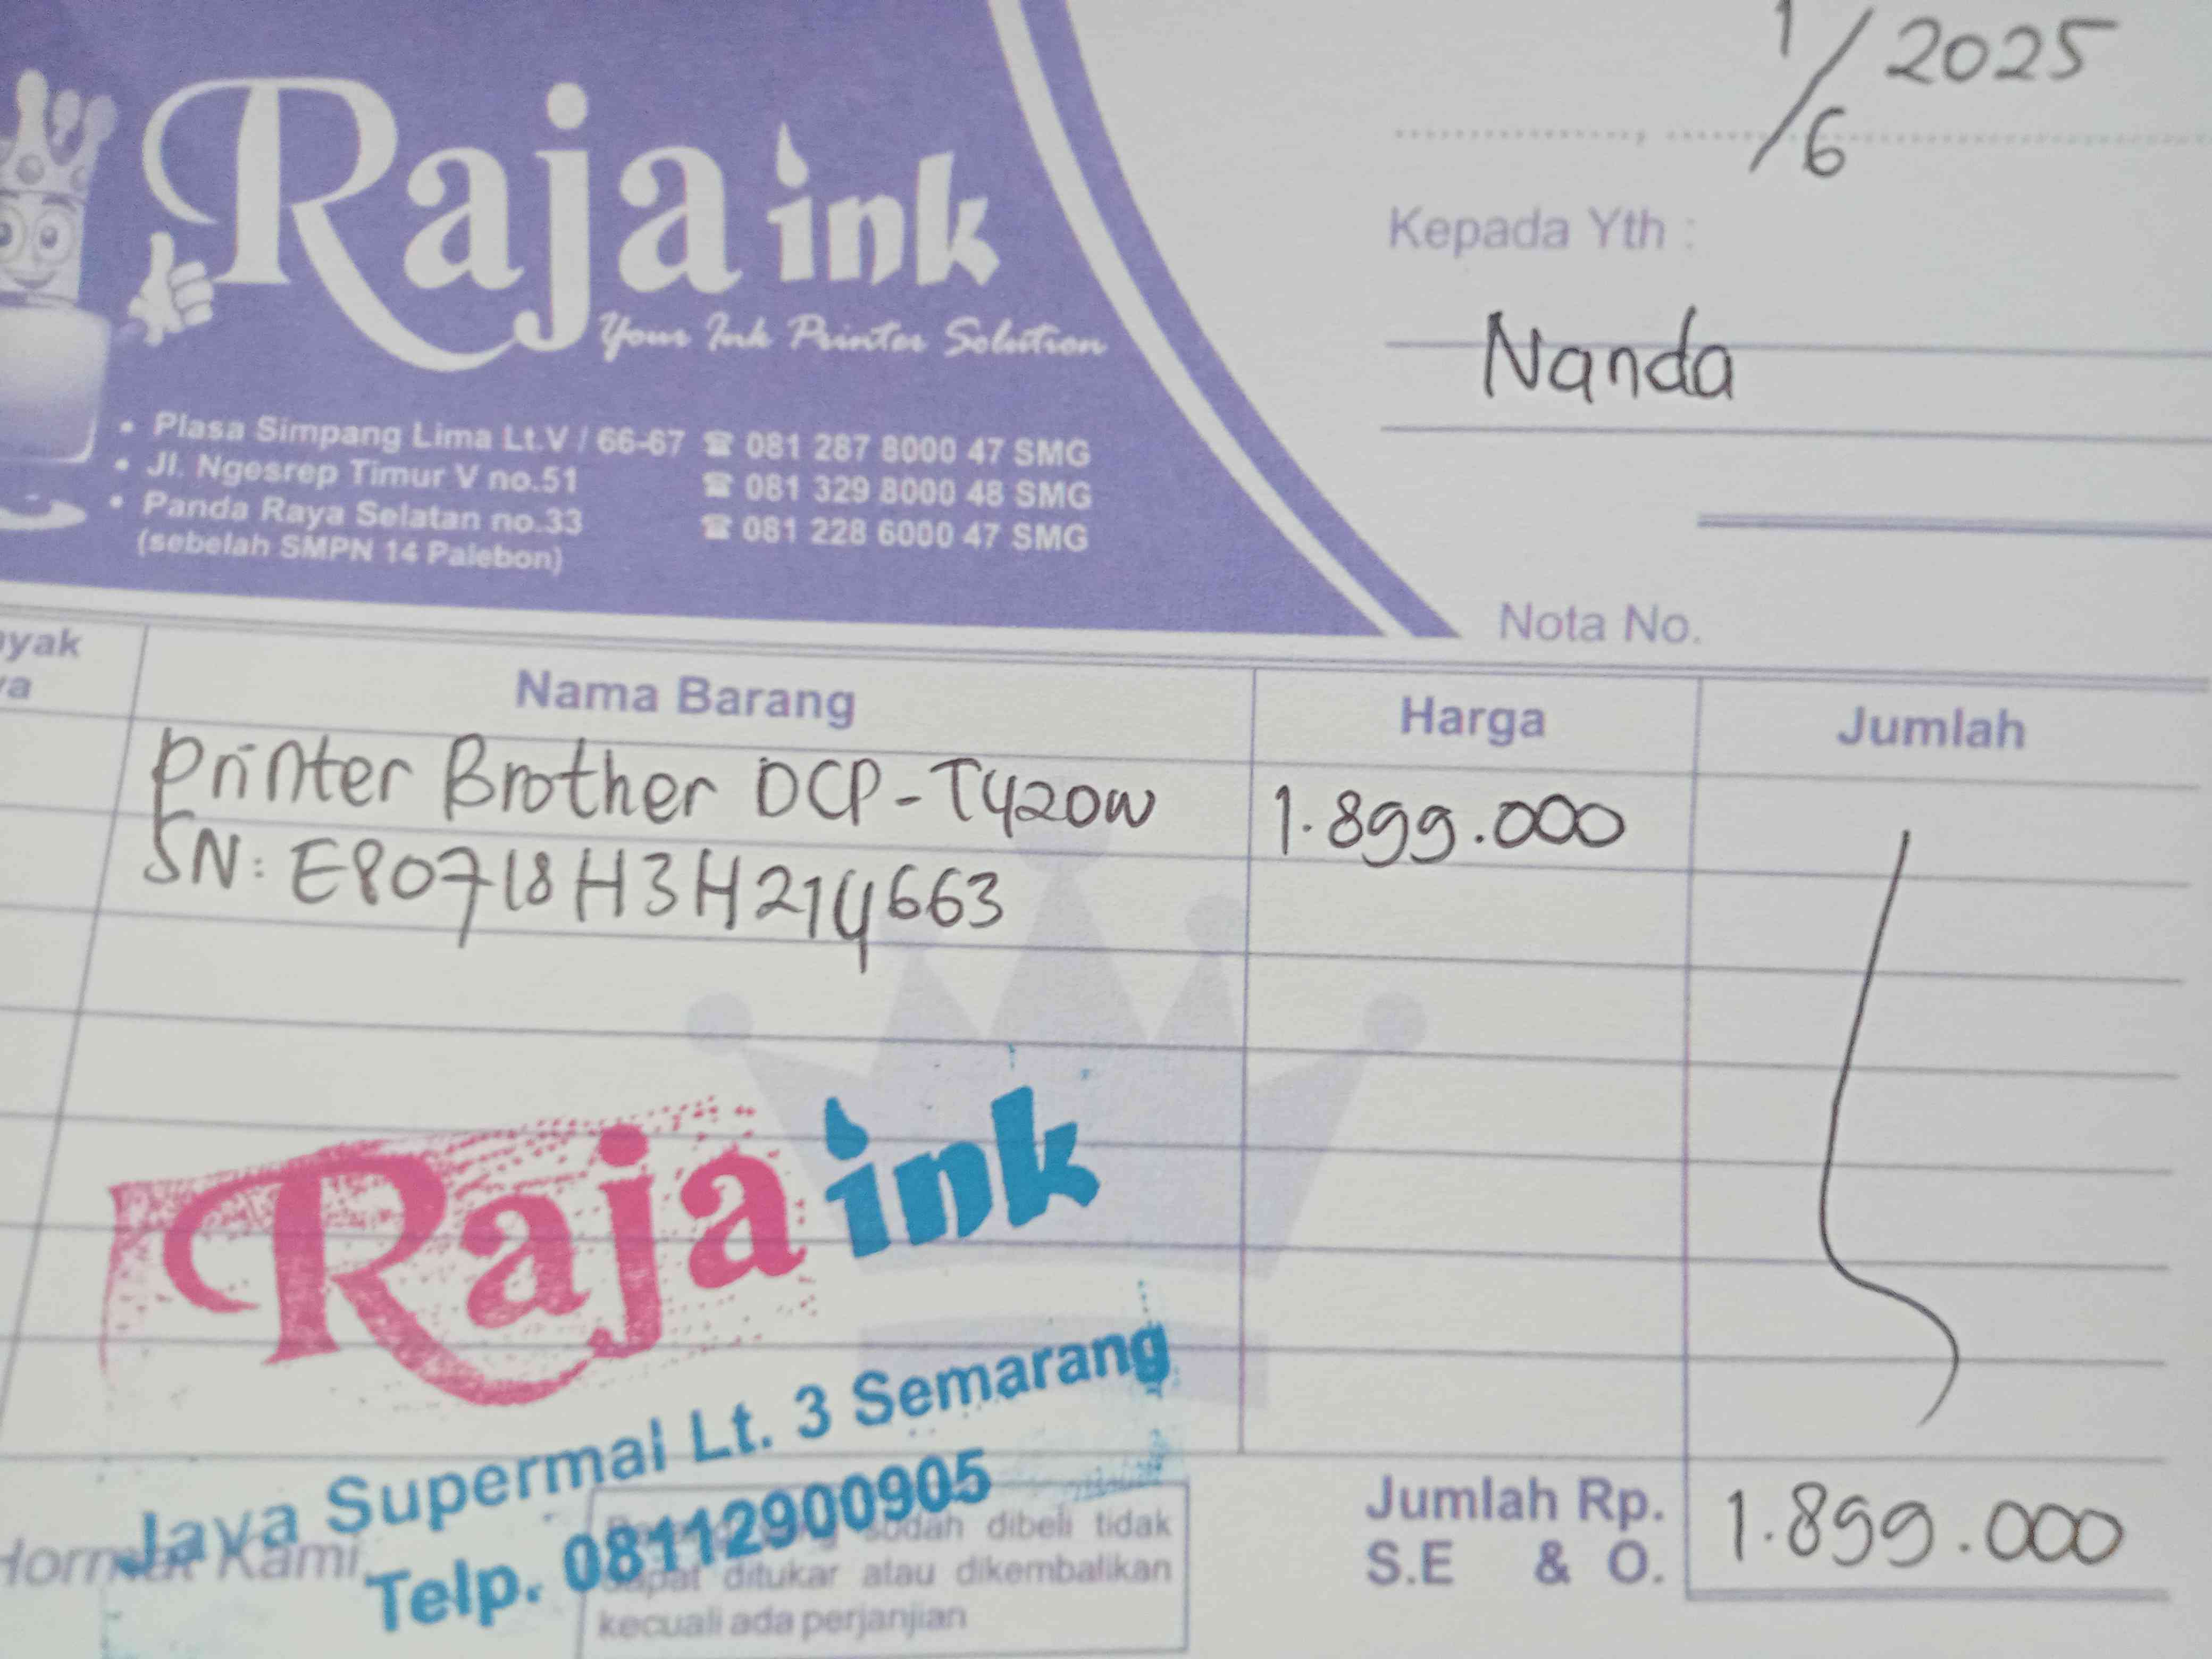 Raja ink
Your Ink Printer Solution
• Plasa Simpang Lima Lt.V / 66-67 ☎ 081 287 8000 47 SMG
• Jl. Ngesrep Timur V no.51 ☎ 081 329 8000 48 SMG
• Panda Raya Selatan no.33 ☎ 081 228 6000 47 SMG
(sebelah SMPN 14 Palebon)
1/6 2025
Kepada Yth :
Nanda
Nota No.
Nama Barang Harga Jumlah
Printer Brother DCP-T420W 1.899.000
SN: E80718H3H214663
Raja ink
Java Supermal Lt. 3 Semarang
Telp. 08112900905
Kami,
sudah dibeli tidak
dapat ditukar atau dikembalikan
kecuali ada perjanjian
Jumlah Rp. 1.899.000
S.E & O.